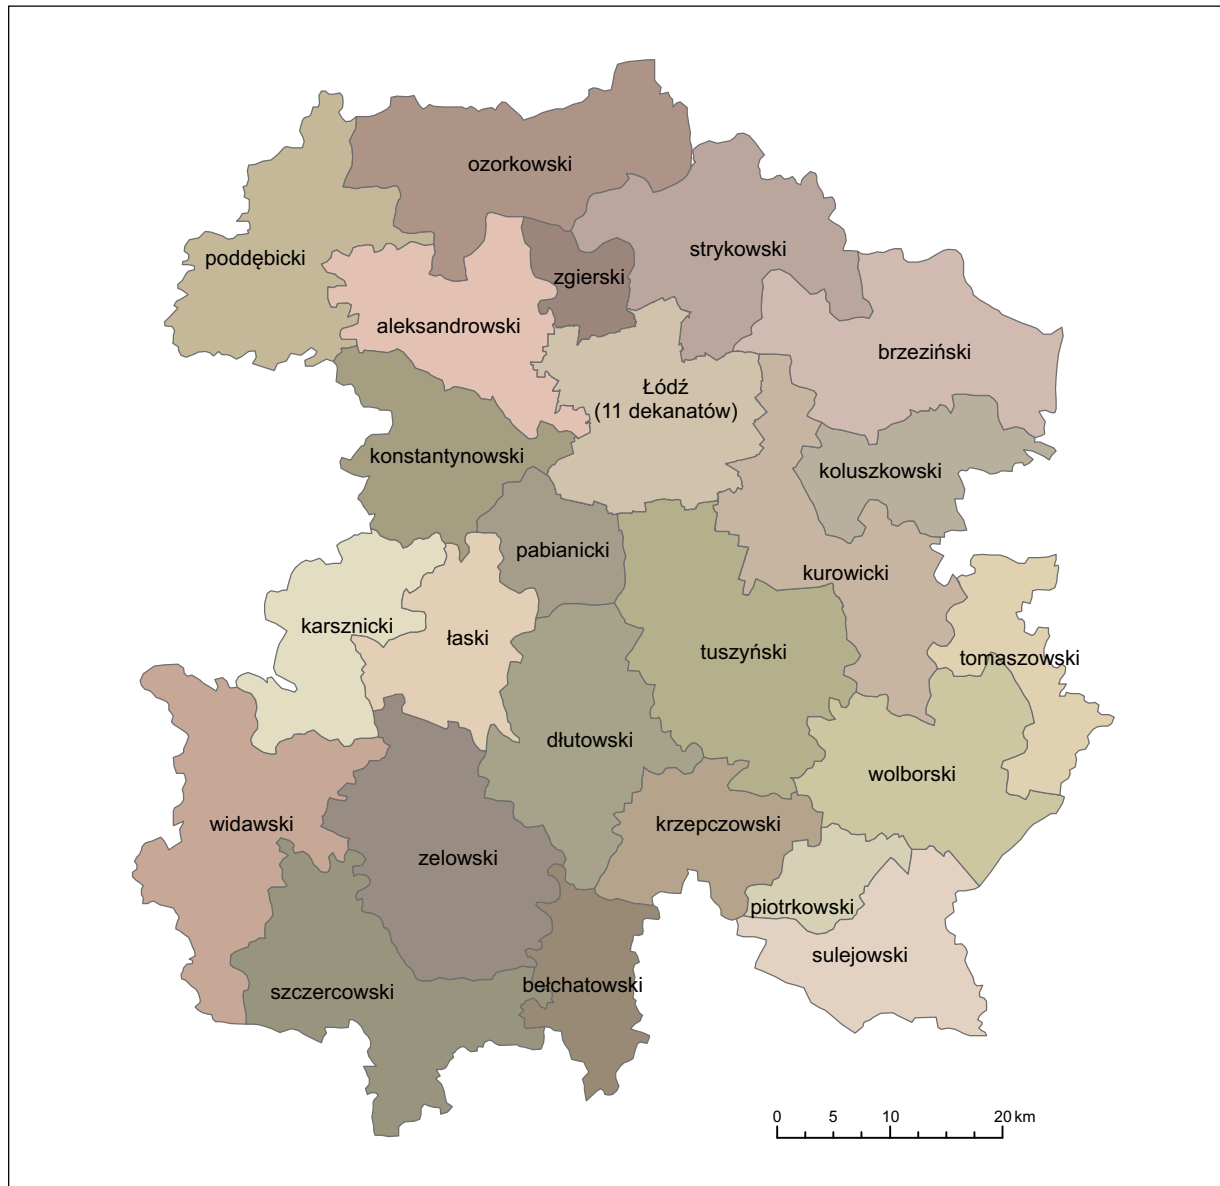 ozorkowski
strykowski
poddębicki
zgierski
aleksandrowski
brzeziński
Łódź
(11 dekanatów)
konstantynowski
koluszkowski
pabianicki
kurowicki
karsznicki
łaski
tuszyński
tomaszowski
dłutowski
wolborski
widawski
krzepczowski
zelowski
piotrkowski
sulejowski
szczercowski
bełchatowski
0 5 10 20 km